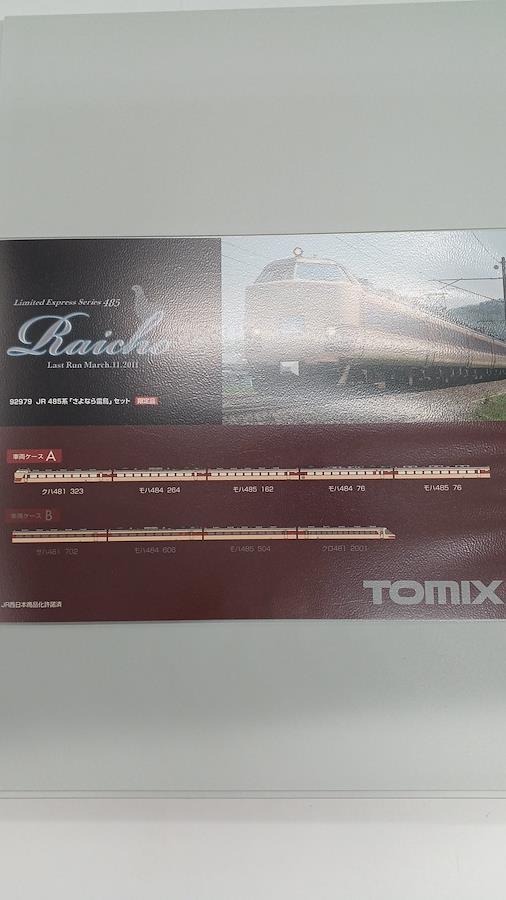 Limited Express Series 485
Raicho
Last Run March.11.2011
92979 JR 485系「さよなら雷鳥」セット 限定品
車両ケース A
クハ481 323 モハ484 264 モハ485 162 モハ484 76 モハ485 76
車両ケース B
サハ481 702 モハ484 606 モハ485 504 クロ481 2001
TOMIX
JR西日本商品化許諾済